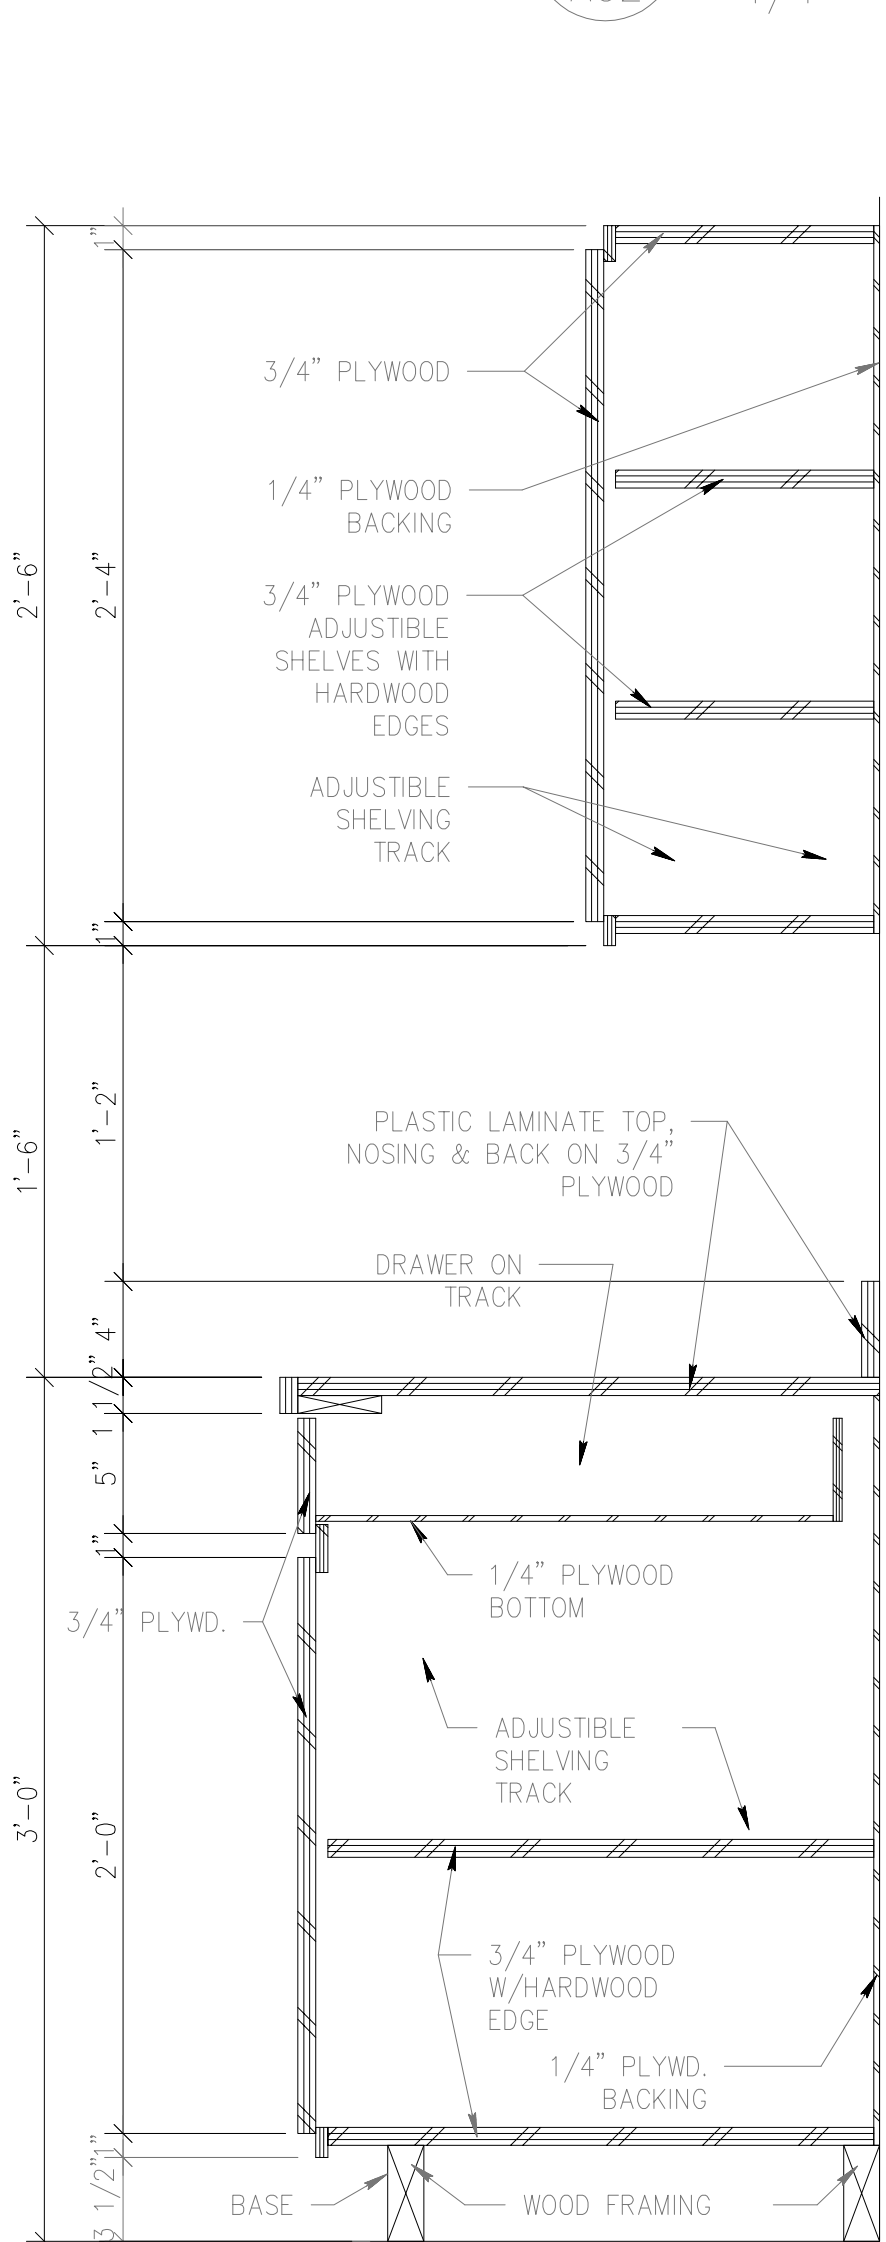 1"
3/4" PLYWOOD
1/4" PLYWOOD
BACKING
2'-6"
2'-4"
3/4" PLYWOOD
ADJUSTIBLE
SHELVES WITH
HARDWOOD
EDGES
ADJUSTIBLE
SHELVING
TRACK
1"
1'-2"
1'-6"
PLASTIC LAMINATE TOP,
NOSING & BACK ON 3/4"
PLYWOOD
DRAWER ON
TRACK
4"
1 1/2"
5"
1"
1/4" PLYWOOD
BOTTOM
3/4" PLYWD.
ADJUSTIBLE
SHELVING
TRACK
3'-0"
2'-0"
3/4" PLYWOOD
W/HARDWOOD
EDGE
1/4" PLYWD.
BACKING
1"
3 1/2"
BASE
WOOD FRAMING